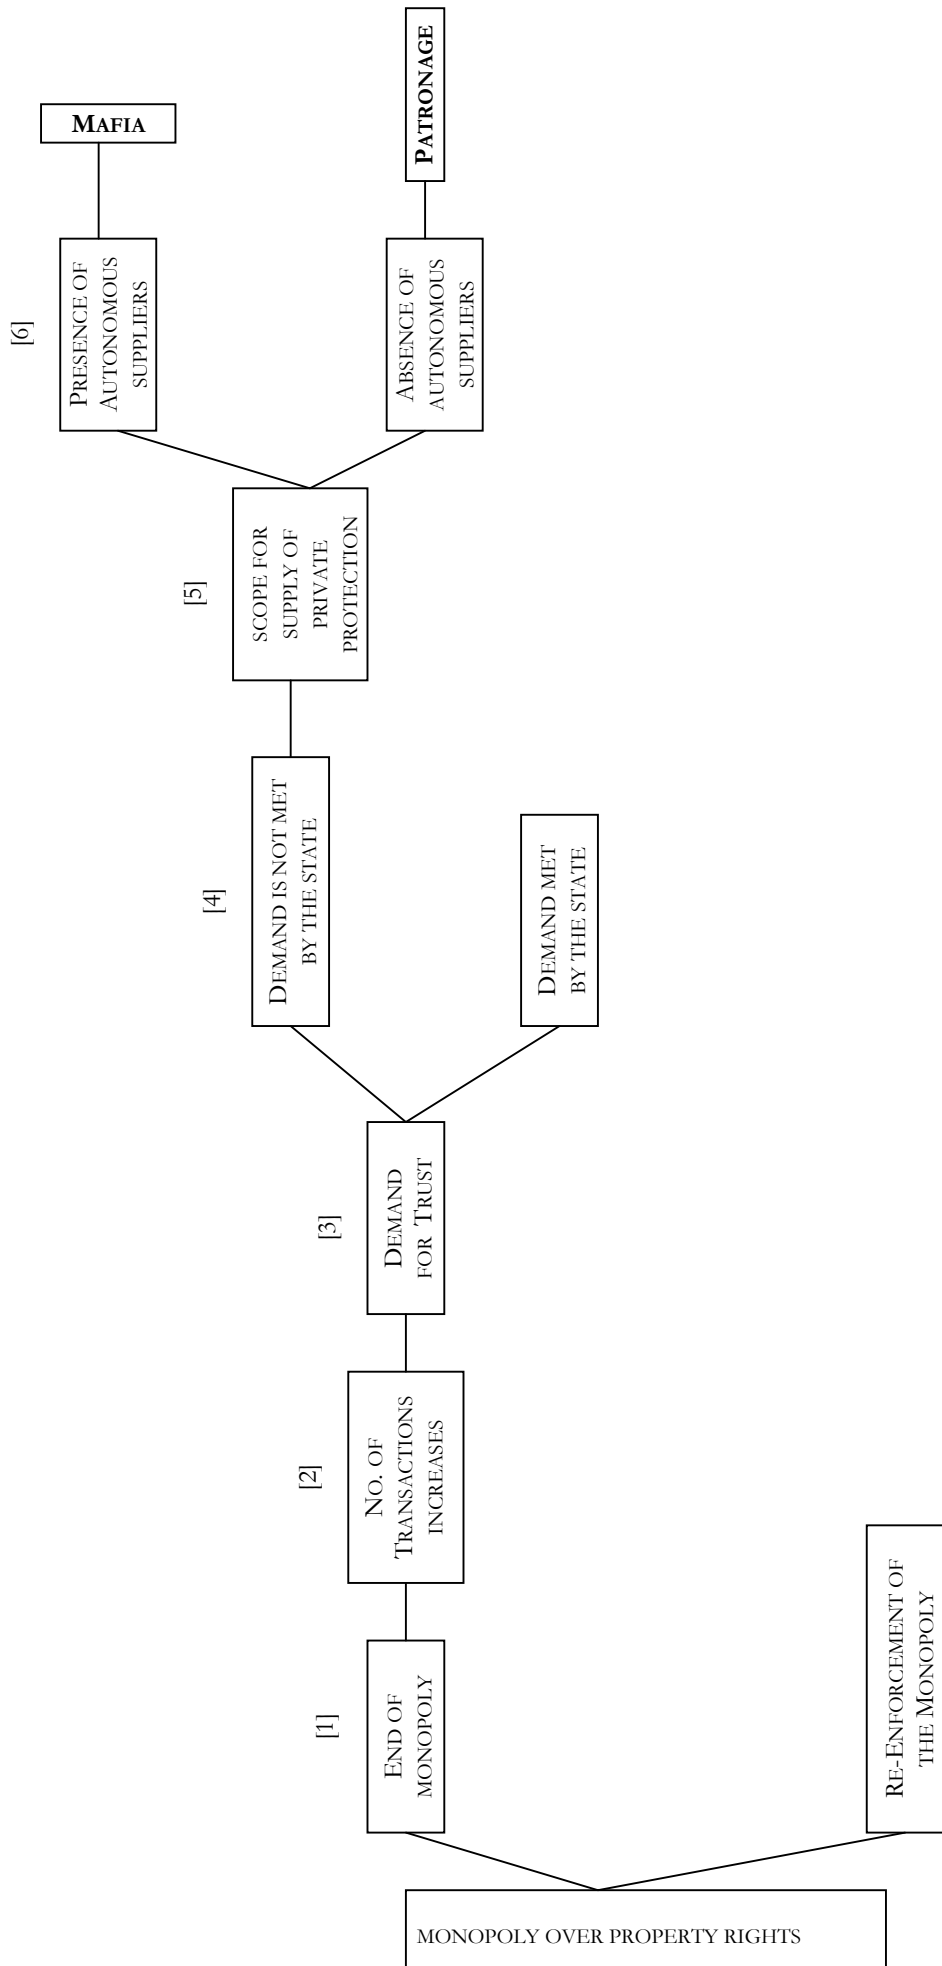 MONOPOLY OVER PROPERTY RIGHTS
[1]
END OF
MONOPOLY
RE-ENFORCEMENT OF
THE MONOPOLY
[2]
NO. OF
TRANSACTIONS
INCREASES
[3]
DEMAND
FOR TRUST
[4]
DEMAND IS NOT MET
BY THE STATE
DEMAND MET
BY THE STATE
[5]
SCOPE FOR
SUPPLY OF
PRIVATE
PROTECTION
[6]
PRESENCE OF
AUTONOMOUS
SUPPLIERS
ABSENCE OF
AUTONOMOUS
SUPPLIERS
MAFIA
PATRONAGE